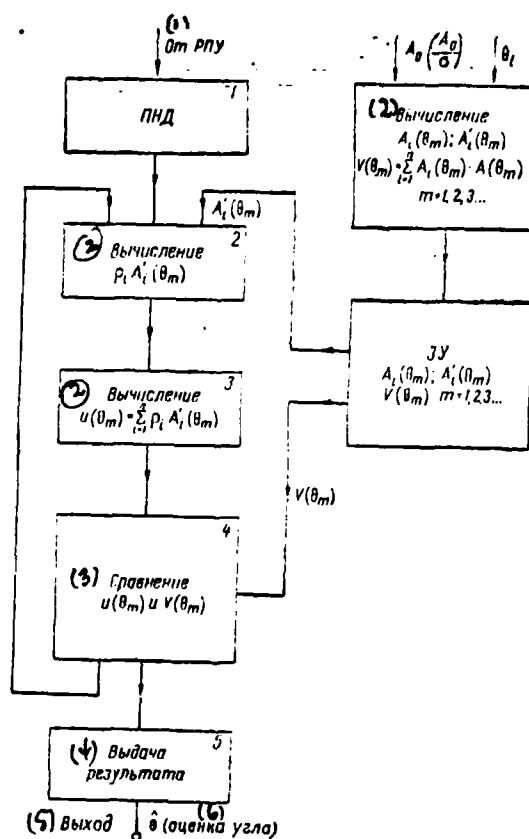 (1)
От РПУ
1
ПНД
A₀ (A₀/σ) θᵢ
(2) Вычисление
Aᵢ(θₘ); A'ᵢ(θₘ)
V(θₘ)=∑ Aᵢ(θₘ)·A(θₘ)
m=1,2,3...
A'ᵢ(θₘ)
2
(2) Вычисление
ρᵢ A'ᵢ(θₘ)
3
(2) Вычисление
u(θₘ)=∑ ρᵢ A'ᵢ(θₘ)
ЗУ
Aᵢ(θₘ); A'ᵢ(θₘ)
V(θₘ) m=1,2,3...
V(θₘ)
4
(3) Сравнение
u(θₘ) и V(θₘ)
5
(4) Выдача
результата
(5) Выход θ̂ (оценка угла) (6)